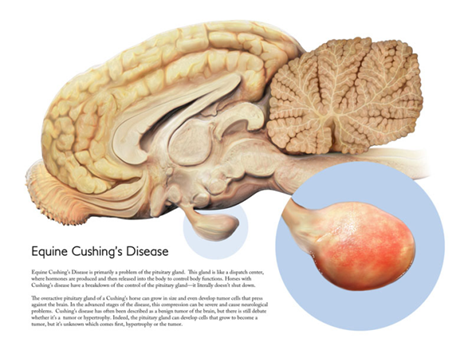 Equine Cushing's Disease
Equine Cushing's Disease is primarily a problem of the pituitary gland. This gland is like a dispatch center,
where hormones are produced and then released into the body to control body functions. Horses with
Cushing's disease have a breakdown of the control of the pituitary gland—it literally doesn't shut down.
The overactive pituitary gland of a Cushing's horse can grow in size and even develop tumor cells that press
against the brain. In the advanced stages of the disease, this compression can be severe and cause neurological
problems. Cushing's disease has often been described as a benign tumor of the brain, but there is still debate
whether it's a tumor or hypertrophy. Indeed, the pituitary gland can develop cells that grow to become a
tumor, but it's unknown which comes first, hypertrophy or the tumor.